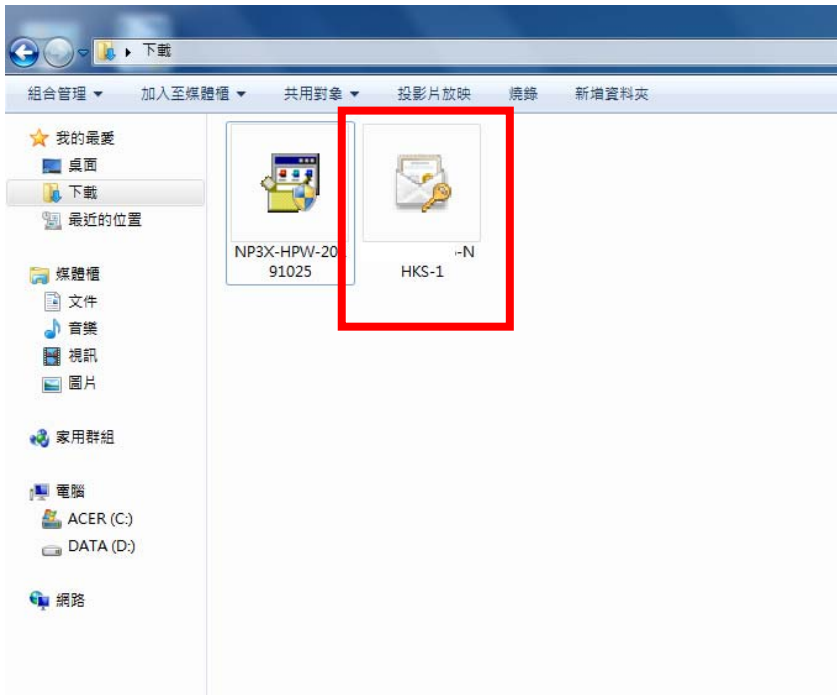 下載
組合管理 加入至媒體櫃 共用對象 投影片放映 燒錄 新增資料夾
我的最愛
桌面
下載
最近的位置
媒體櫃
文件
音樂
視訊
圖片
家用群組
電腦
ACER (C:)
DATA (D:)
網路
NP3X-HPW-20
91025
-N
HKS-1